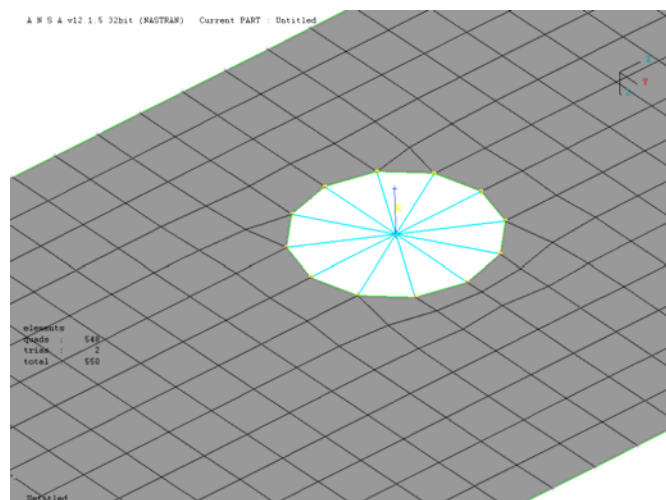 A N S A v12.1.5 32bit (NASTRAN) Current PART : Untitled
Y
elements
quads : 548
trias : 2
total 550
Untitled